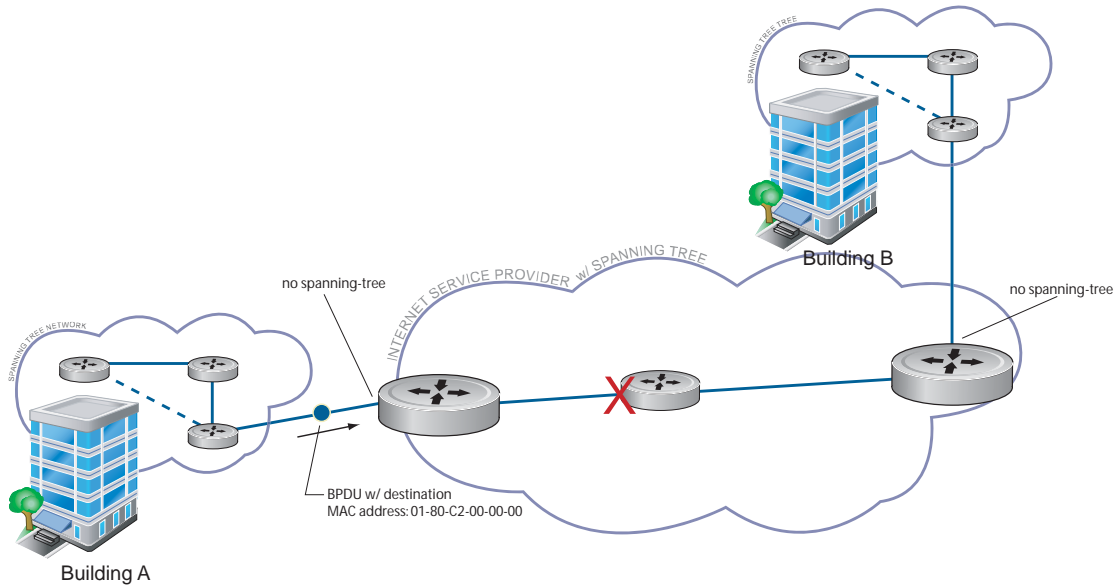 SPANNING TREE TREE
Building B
INTERNET SERVICE PROVIDER w/ SPANNING TREE
no spanning-tree
no spanning-tree
SPANNING TREE NETWORK
BPDU w/ destination
MAC address: 01-80-C2-00-00-00
Building A